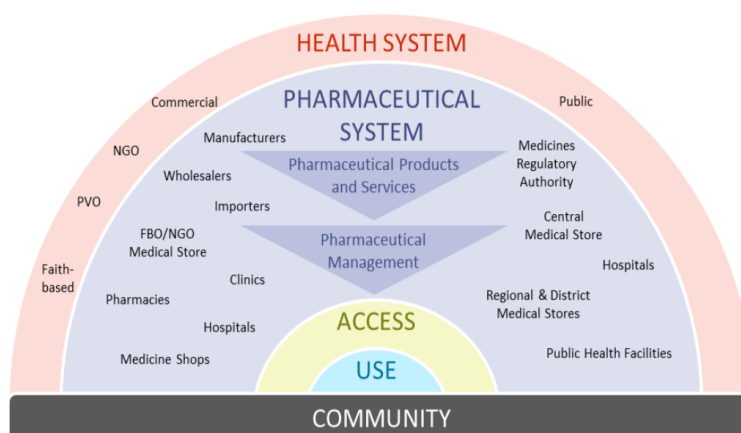 HEALTH SYSTEM
Commercial
Public
NGO
PVO
Faith-
based
PHARMACEUTICAL
SYSTEM
Manufacturers
Wholesalers
Importers
FBO/NGO
Medical Store
Clinics
Pharmacies
Hospitals
Medicine Shops
Pharmaceutical Products
and Services
Pharmaceutical
Management
Medicines
Regulatory
Authority
Central
Medical Store
Hospitals
Regional & District
Medical Stores
Public Health Facilities
ACCESS
USE
COMMUNITY